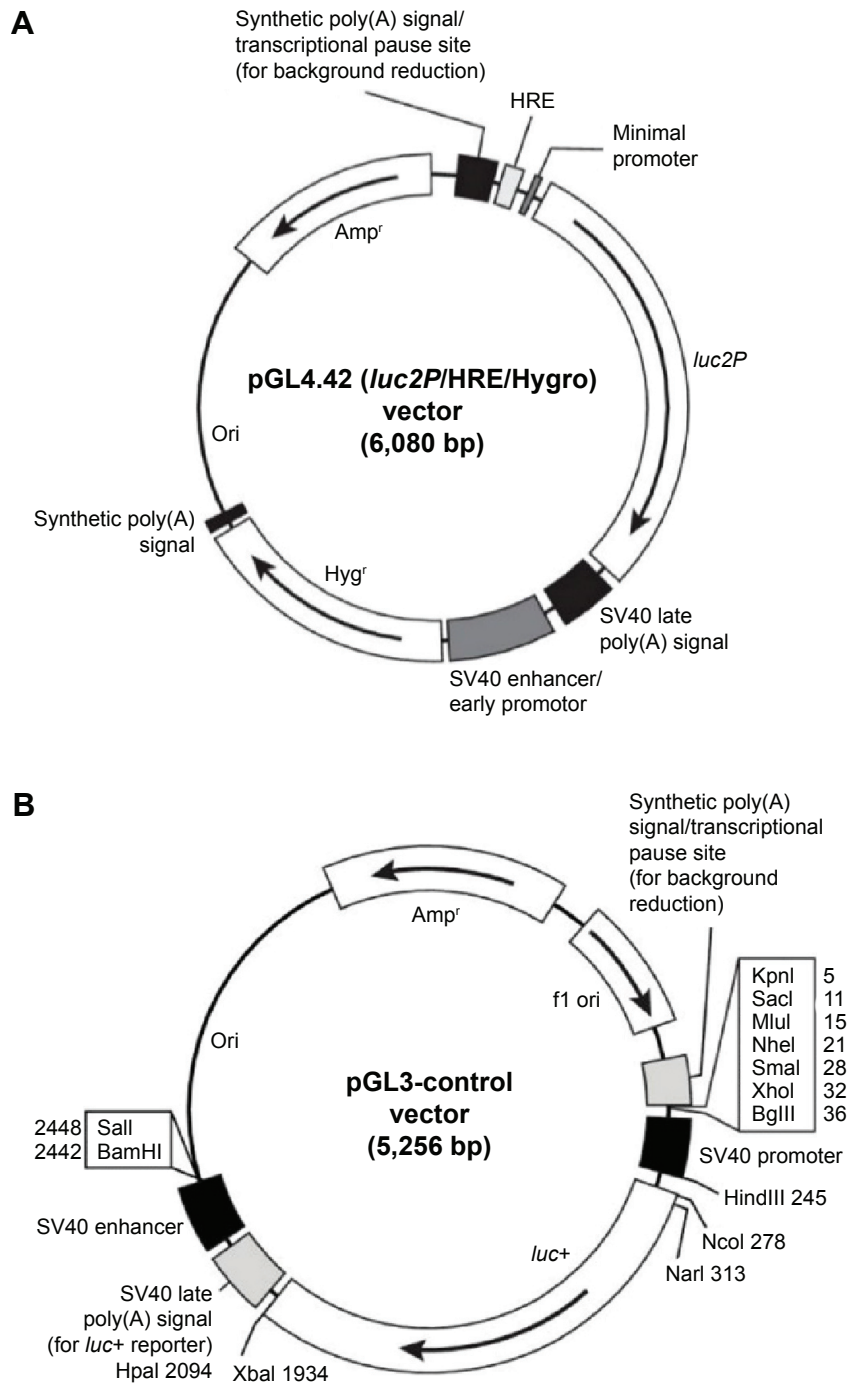 A
Synthetic poly(A) signal/
transcriptional pause site
(for background reduction)
HRE
Minimal
promoter
Ampʳ
luc2P
pGL4.42 (luc2P/HRE/Hygro)
vector
(6,080 bp)
Ori
Synthetic poly(A)
signal
Hygʳ
SV40 late
poly(A) signal
SV40 enhancer/
early promotor
B
Synthetic poly(A)
signal/transcriptional
pause site
(for background
reduction)
Ampʳ
f1 ori
KpnI 5
SacI 11
MluI 15
NheI 21
SmaI 28
XhoI 32
BgIII 36
Ori
pGL3-control
vector
(5,256 bp)
2448 SalI
2442 BamHI
SV40 promoter
HindIII 245
NcoI 278
NarI 313
SV40 enhancer
luc+
SV40 late
poly(A) signal
(for luc+ reporter)
HpaI 2094
XbaI 1934